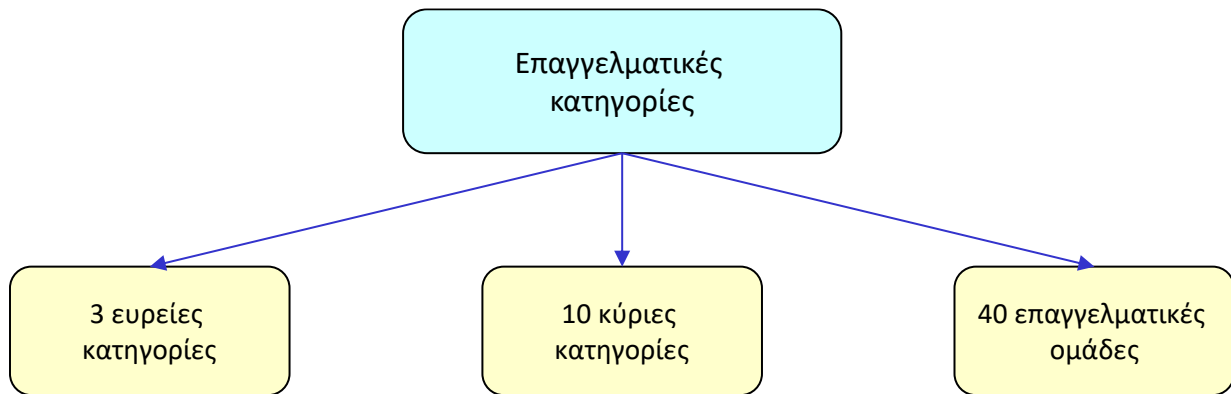 Επαγγελματικές
κατηγορίες
3 ευρείες
κατηγορίες
10 κύριες
κατηγορίες
40 επαγγελματικές
ομάδες